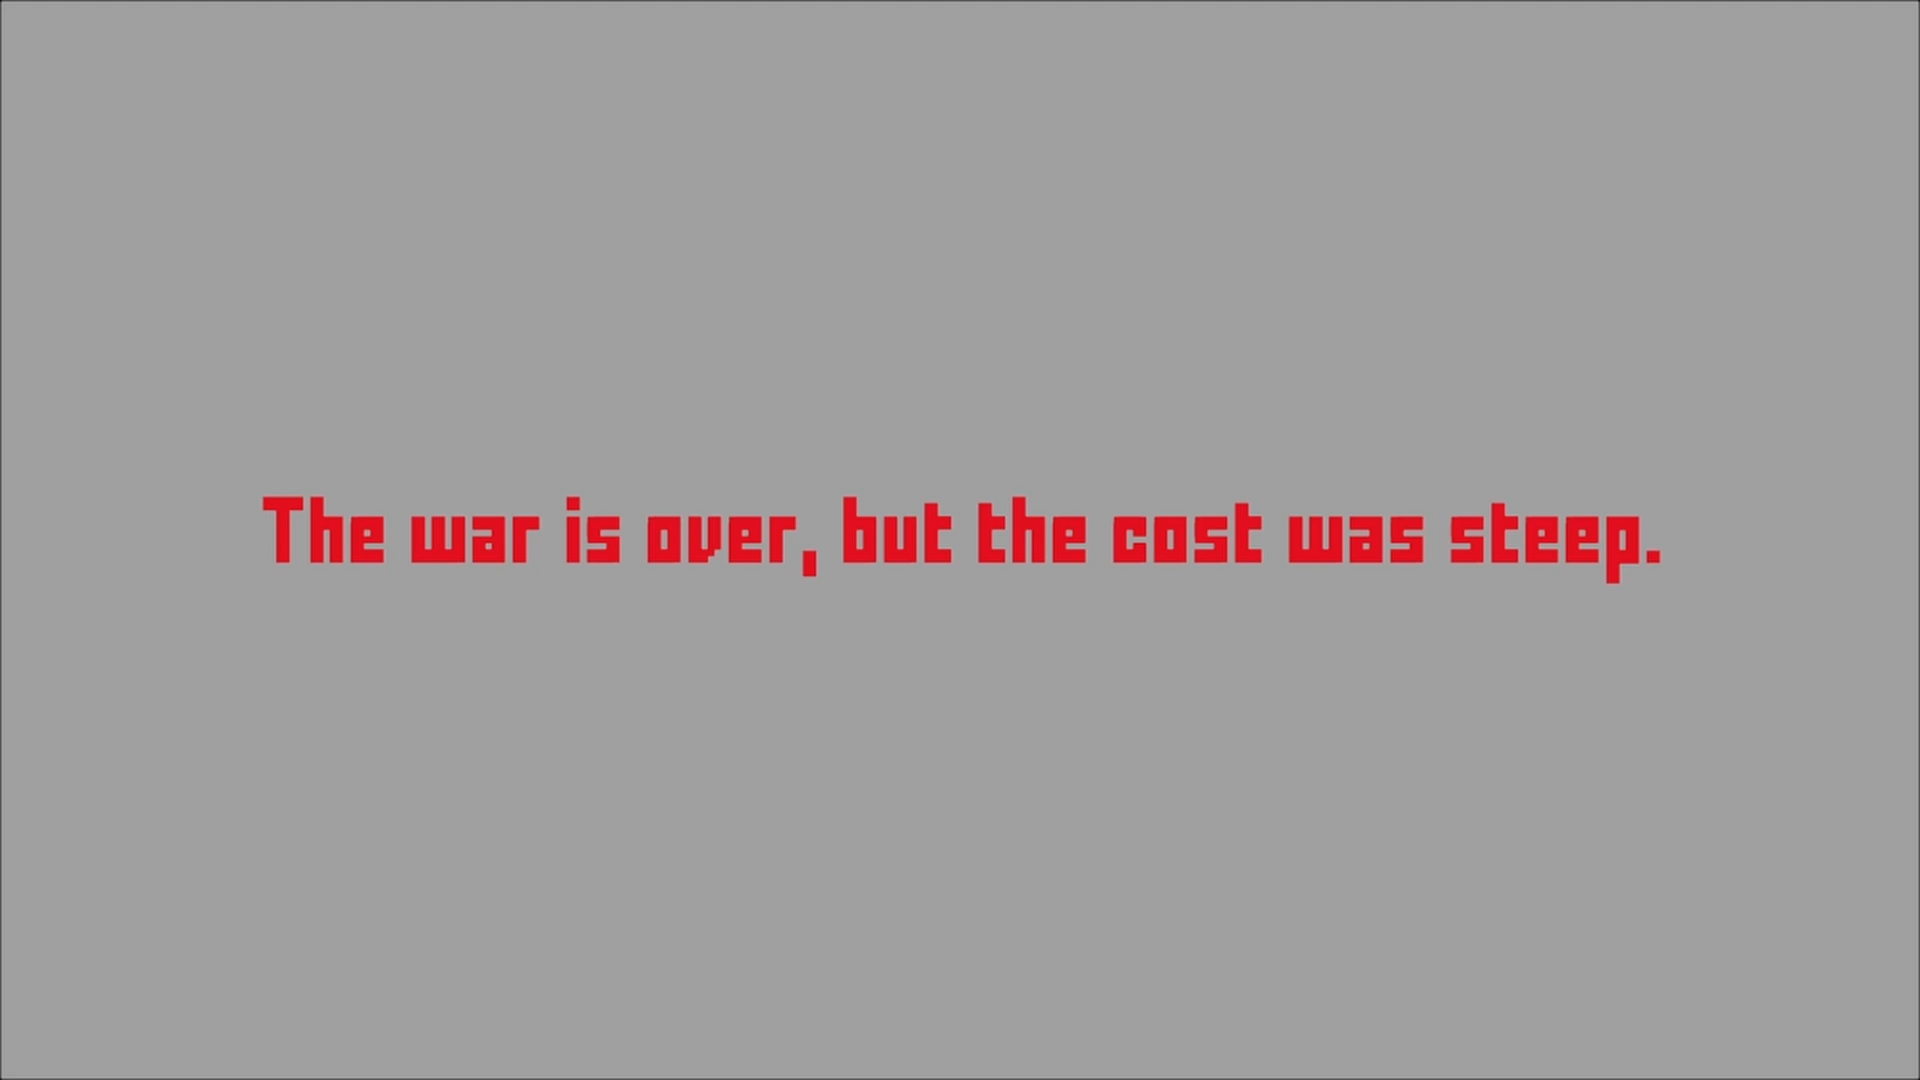 The war is over, but the cost was steep.